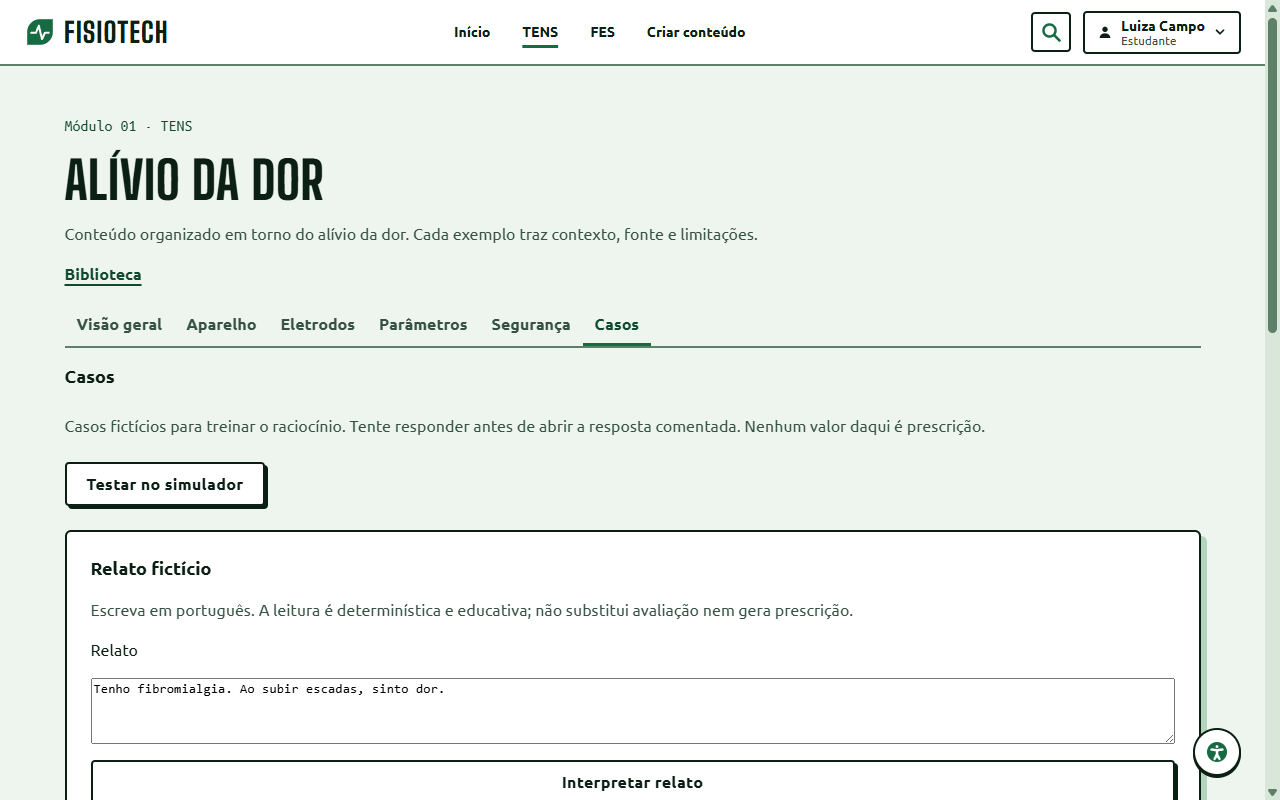 FISIOTECH
Início
TENS
FES
Criar conteúdo
Luiza Campo
Estudante
Módulo 01 · TENS
ALÍVIO DA DOR
Conteúdo organizado em torno do alívio da dor. Cada exemplo traz contexto, fonte e limitações.
Biblioteca
Visão geral
Aparelho
Eletrodos
Parâmetros
Segurança
Casos
Casos
Casos fictícios para treinar o raciocínio. Tente responder antes de abrir a resposta comentada. Nenhum valor daqui é prescrição.
Testar no simulador
Relato fictício
Escreva em português. A leitura é determinística e educativa; não substitui avaliação nem gera prescrição.
Relato
Tenho fibromialgia. Ao subir escadas, sinto dor.
Interpretar relato